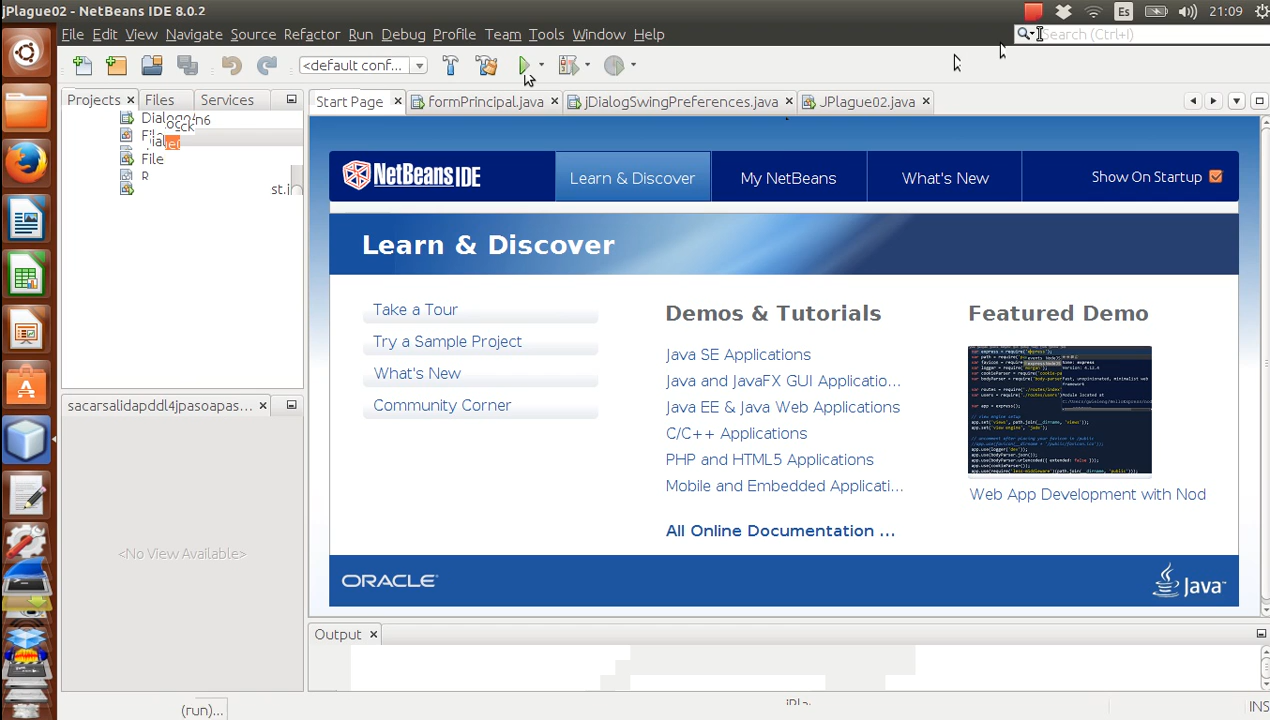 jPlague02 - NetBeans IDE 8.0.2
Es 21:09
File Edit View Navigate Source Refactor Run Debug Profile Team Tools Window Help
Search (Ctrl+I)
<default conf...
Projects Files Services
Start Page formPrincipal.java jDialogSwingPreferences.java JPlague02.java
File
st.i
NetBeans IDE
Learn & Discover My NetBeans What's New Show On Startup
Learn & Discover
Take a Tour
Try a Sample Project
What's New
Community Corner
Demos & Tutorials
Java SE Applications
Java and JavaFX GUI Applicatio...
Java EE & Java Web Applications
C/C++ Applications
PHP and HTML5 Applications
Mobile and Embedded Applicati...
All Online Documentation ...
Featured Demo
Web App Development with Nod
sacarsalidapddl4jpasoapas...
<No View Available>
ORACLE
Java
Output
(run)...
INS